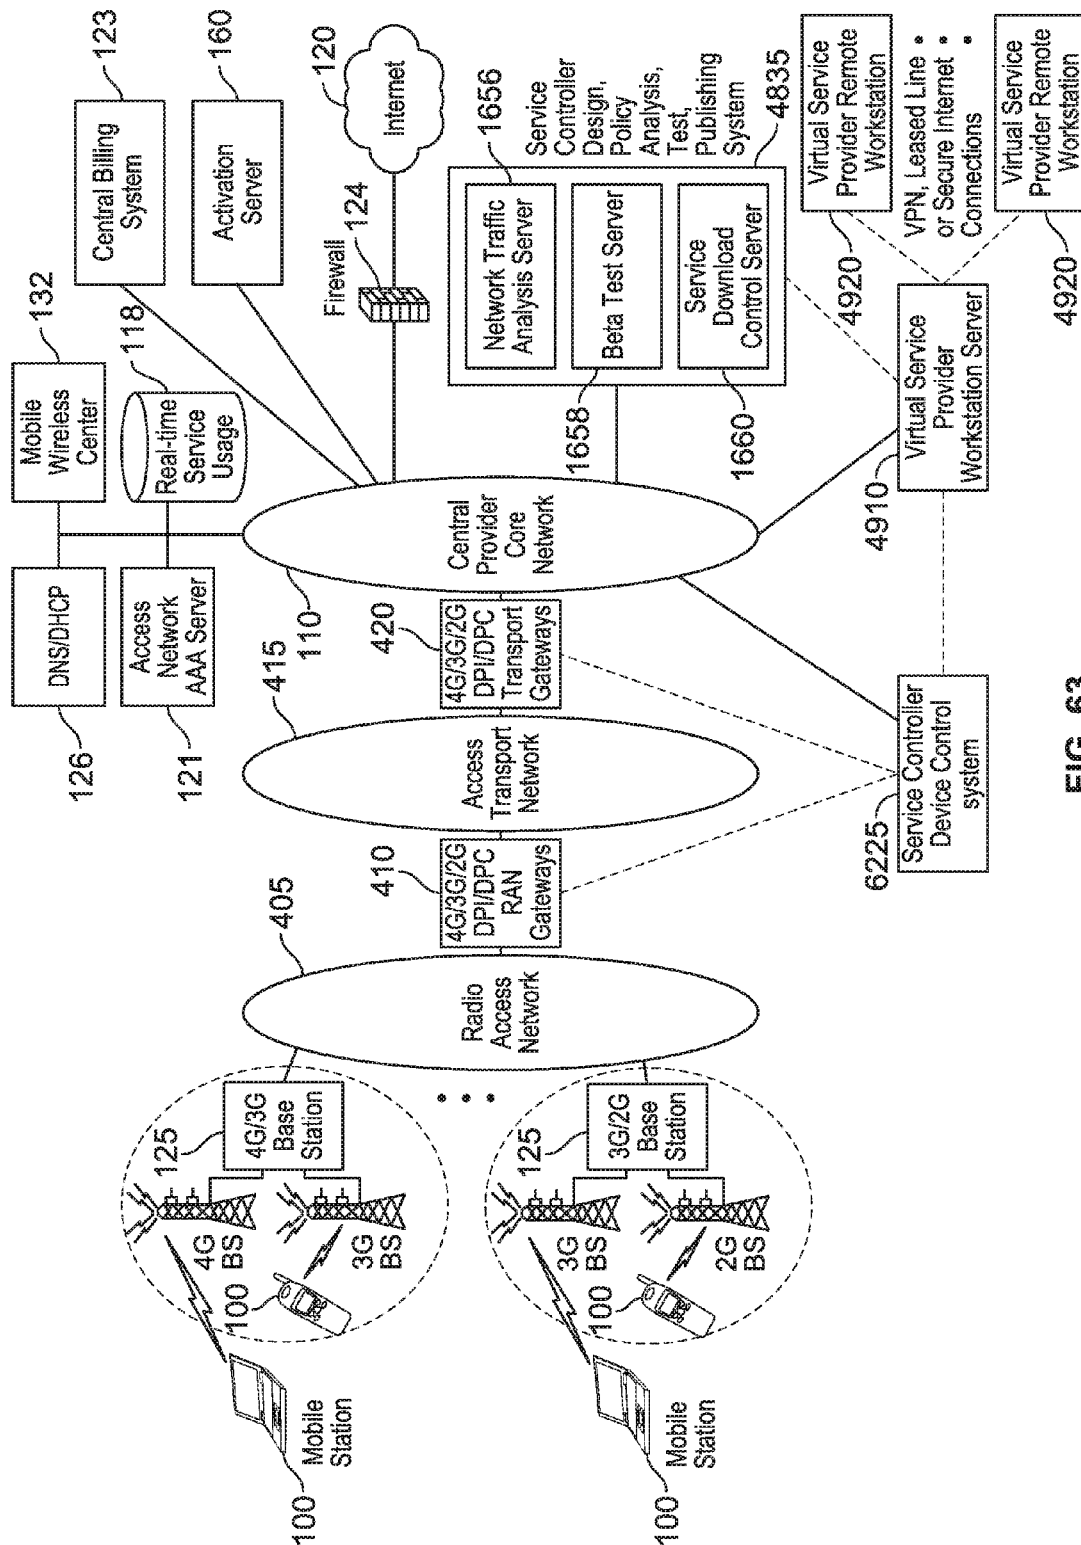 DNS/DHCP
126
Mobile
Wireless
Center
132
Access
Network
AAA Server
121
Real-time
Service
Usage
118
Central Billing
System
123
Activation
Server
160
Firewall
124
Internet
120
Mobile
Station
100
100
4G
BS
3G
BS
125
4G/3G
Base
Station
Mobile
Station
100
100
3G
BS
2G
BS
125
3G/2G
Base
Station
Radio
Access
Network
405
4G/3G/2G
DPI/DPC
RAN
Gateways
410
Access
Transport
Network
415
4G/3G/2G
DPI/DPC
Transport
Gateways
420
Central
Provider
Core
Network
110
Network Traffic
Analysis Server
1656
Beta Test Server
1658
Service
Download
Control Server
1660
Service
Controller
Design,
Policy
Analysis,
Test,
Publishing
System
4835
Service Controller
Device Control
system
6225
Virtual Service
Provider
Workstation Server
4910
Virtual Service
Provider Remote
Workstation
4920
VPN, Leased Line
or Secure Internet
Connections
Virtual Service
Provider Remote
Workstation
4920
FIG. 63